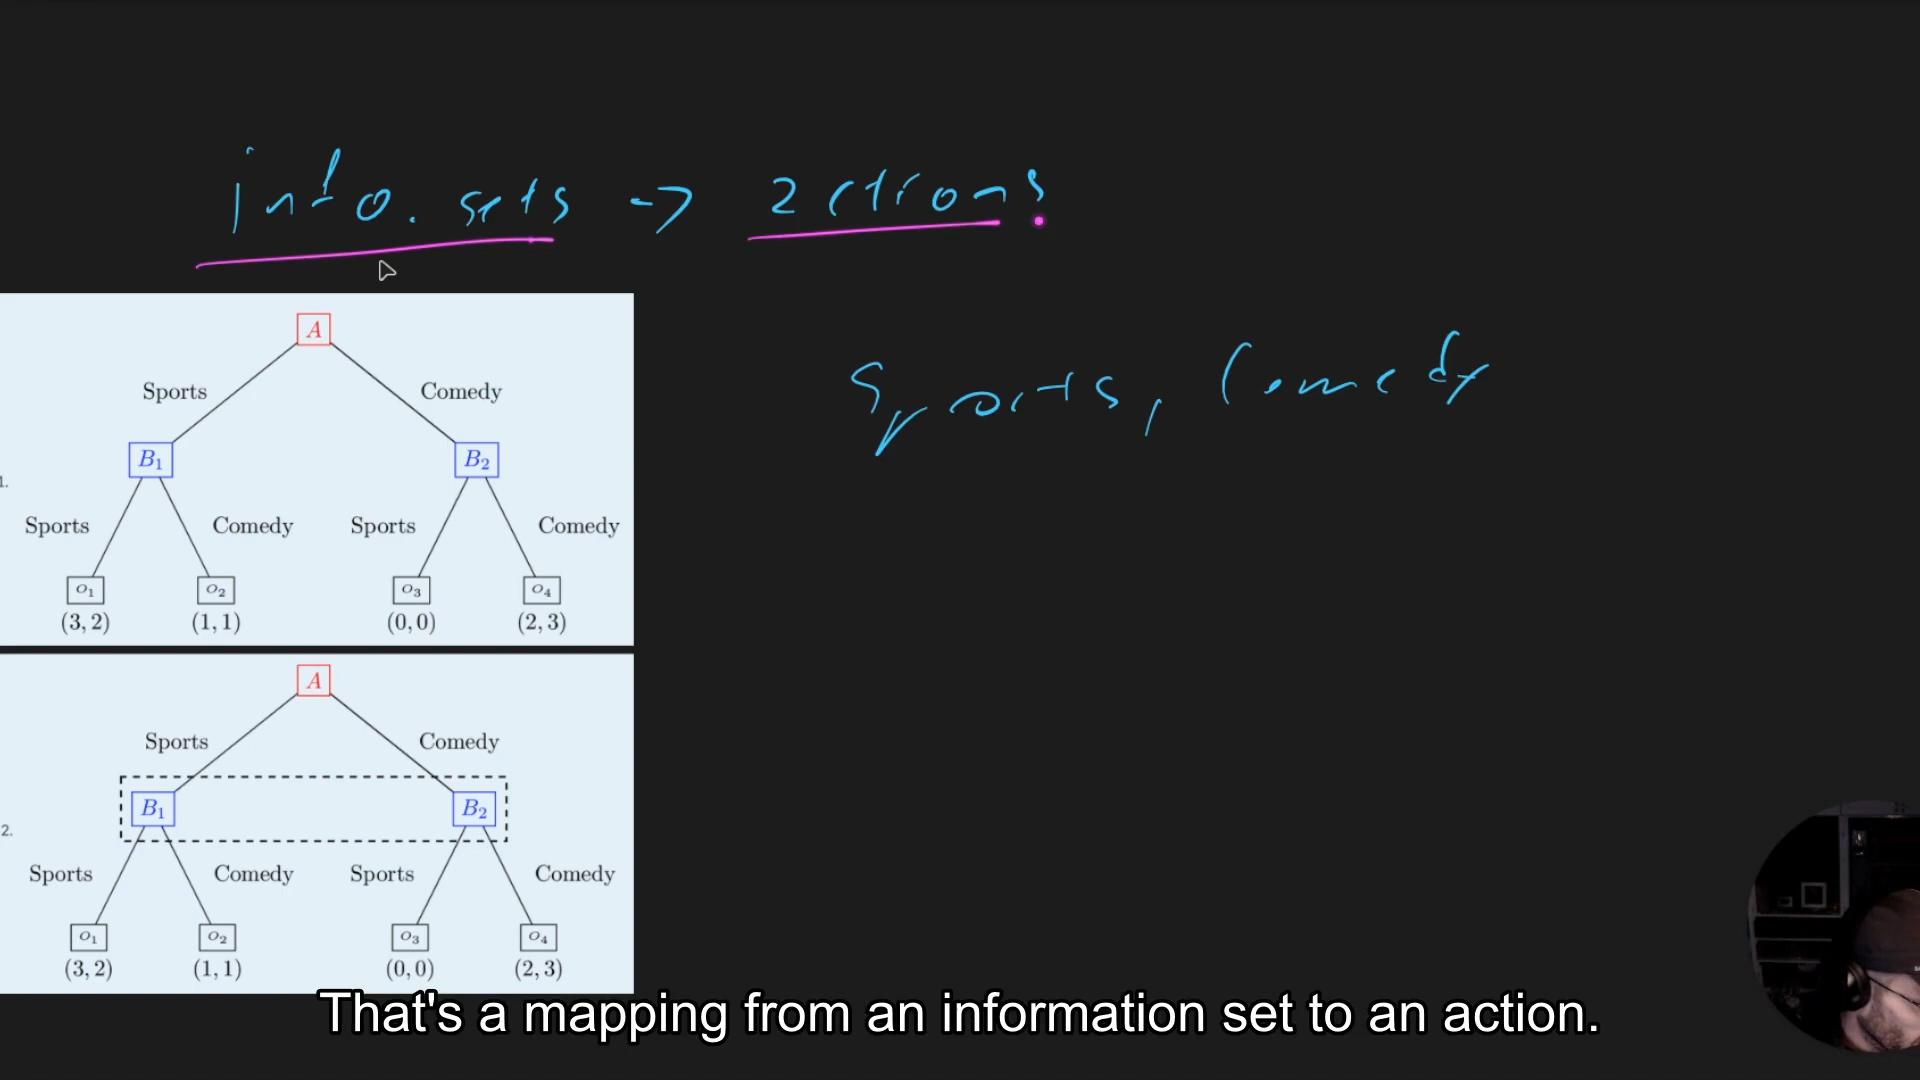 info. sets -> actions
Sports, Comedy
A
Sports Comedy
B1 B2
1.
Sports Comedy Sports Comedy
o1 o2 o3 o4
(3, 2) (1, 1) (0, 0) (2, 3)
A
Sports Comedy
B1 B2
2.
Sports Comedy Sports Comedy
o1 o2 o3 o4
(3, 2) (1, 1) (0, 0) (2, 3)
That's a mapping from an information set to an action.